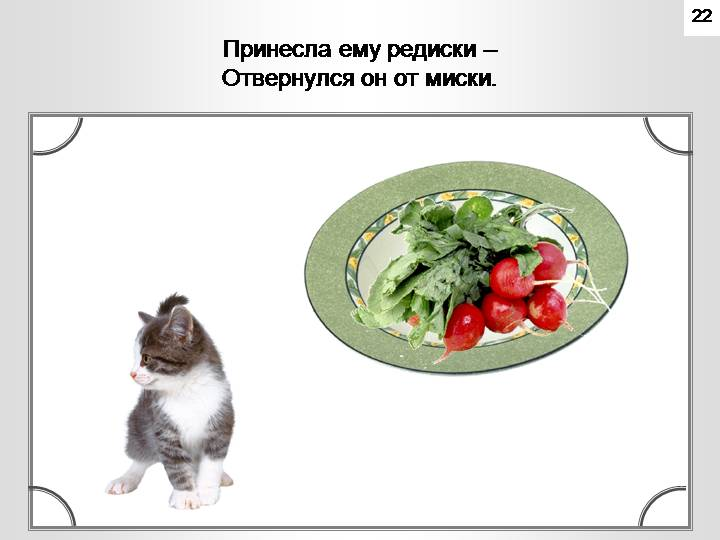 22
Принесла ему редиски –
Отвернулся он от миски.